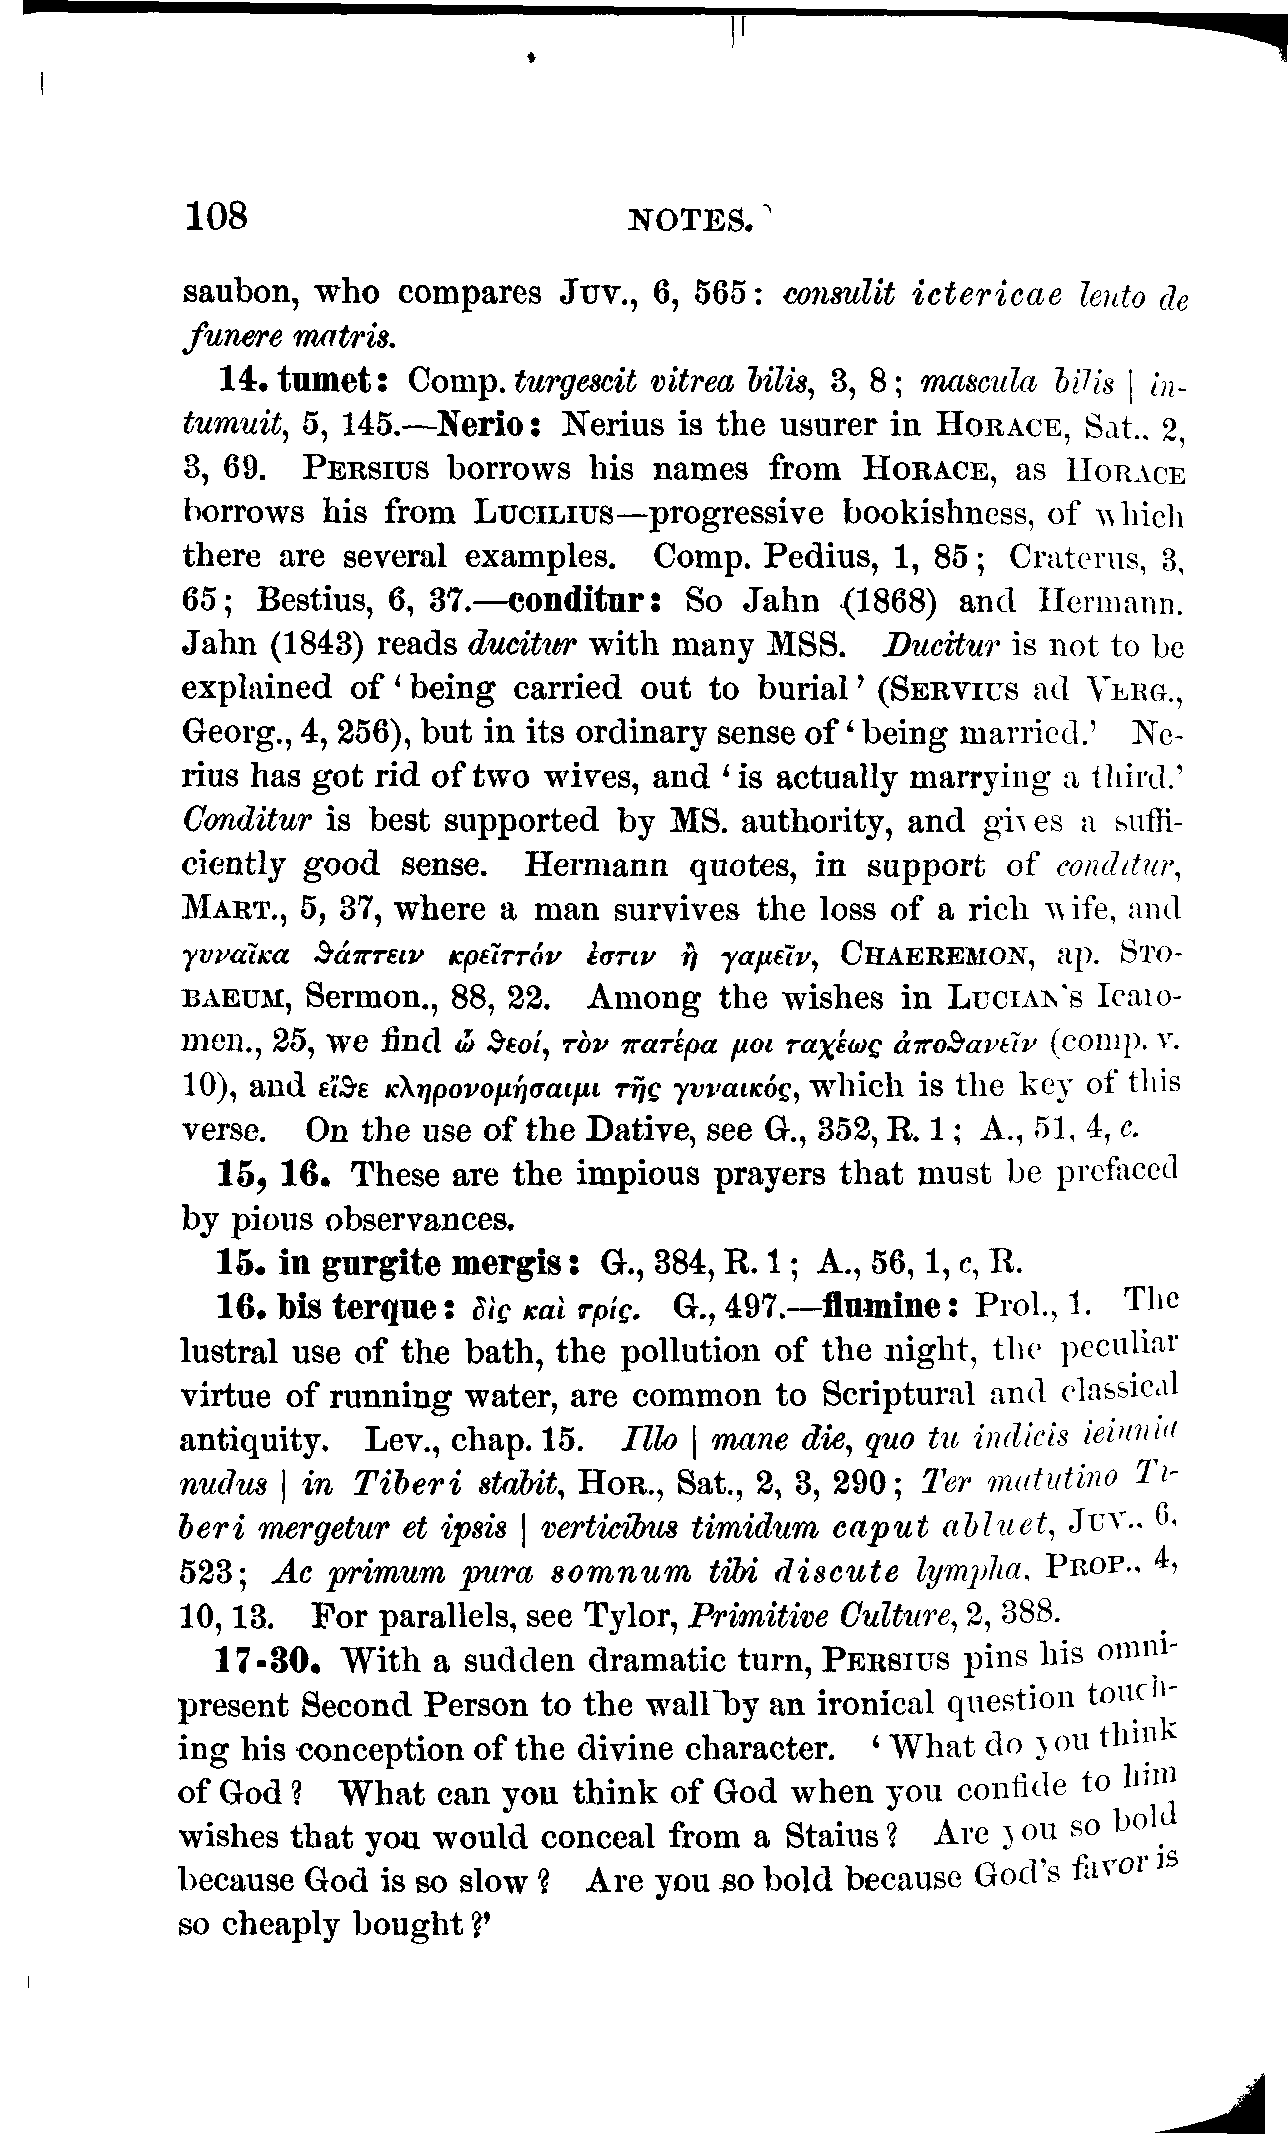 108 NOTES.
saubon, who compares Juv., 6, 565: consulit ictericae lento de
funere matris.
14. tumet: Comp. turgescit vitrea bilis, 3, 8; mascula bilis | in-
tumuit, 5, 145.—Nerio: Nerius is the usurer in Horace, Sat., 2,
3, 69. Persius borrows his names from Horace, as Horace
borrows his from Lucilius—progressive bookishness, of which
there are several examples. Comp. Pedius, 1, 85; Craterus, 3,
65; Bestius, 6, 37.—conditur: So Jahn (1868) and Hermann.
Jahn (1843) reads ducitur with many MSS. Ducitur is not to be
explained of ‘being carried out to burial’ (Servius ad Verg.,
Georg., 4, 256), but in its ordinary sense of ‘being married.’ Ne-
rius has got rid of two wives, and ‘is actually marrying a third.’
Conditur is best supported by MS. authority, and gives a suffi-
ciently good sense. Hermann quotes, in support of conditur,
Mart., 5, 37, where a man survives the loss of a rich wife, and
γυναῖκα ϑάπτειν κρεῖττόν ἐστιν ἢ γαμεῖν, Chaeremon, ap. Sto-
baeum, Sermon., 88, 22. Among the wishes in Lucian's Icaro-
men., 25, we find ὦ ϑεοί, τὸν πατέρα μοι ταχέως ἀποϑανεῖν (comp. v.
10), and εἴϑε κληρονομήσαιμι τῆς γυναικός, which is the key of this
verse. On the use of the Dative, see G., 352, R. 1; A., 51, 4, c.
15, 16. These are the impious prayers that must be prefaced
by pious observances.
15. in gurgite mergis: G., 384, R. 1; A., 56, 1, c, R.
16. bis terque: δὶς καὶ τρίς. G., 497.—flumine: Prol., 1. The
lustral use of the bath, the pollution of the night, the peculiar
virtue of running water, are common to Scriptural and classical
antiquity. Lev., chap. 15. Illo | mane die, quo tu indicis ieiunia
nudus | in Tiberi stabit, Hor., Sat., 2, 3, 290; Ter matutino Ti-
beri mergetur et ipsis | verticibus timidum caput abluet, Juv., 6,
523; Ac primum pura somnum tibi discute lympha, Prop., 4,
10, 13. For parallels, see Tylor, Primitive Culture, 2, 388.
17-30. With a sudden dramatic turn, Persius pins his omni-
present Second Person to the wall by an ironical question touch-
ing his conception of the divine character. ‘What do you think
of God? What can you think of God when you confide to him
wishes that you would conceal from a Staius? Are you so bold
because God is so slow? Are you so bold because God's favor is
so cheaply bought?’